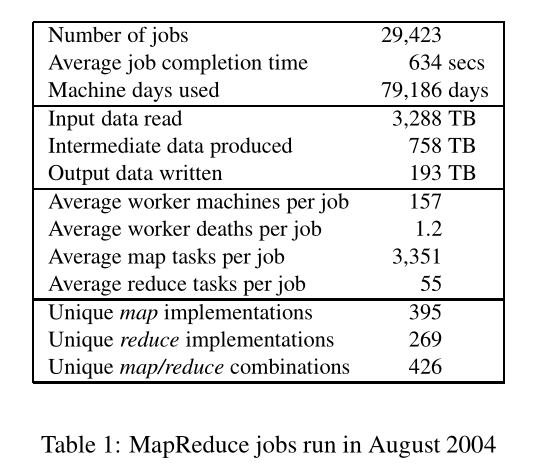 Number of jobs 29,423
Average job completion time 634 secs
Machine days used 79,186 days
Input data read 3,288 TB
Intermediate data produced 758 TB
Output data written 193 TB
Average worker machines per job 157
Average worker deaths per job 1.2
Average map tasks per job 3,351
Average reduce tasks per job 55
Unique map implementations 395
Unique reduce implementations 269
Unique map/reduce combinations 426
Table 1: MapReduce jobs run in August 2004